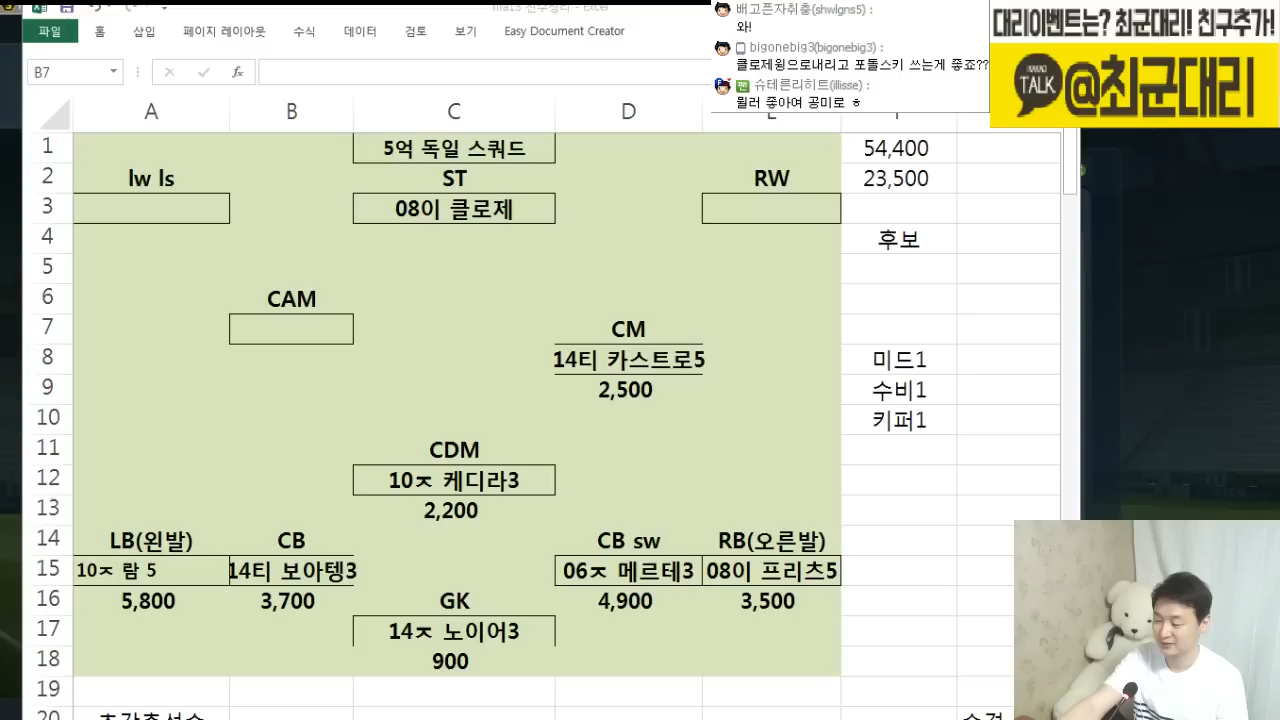 파일 홈 삽입 페이지 레이아웃 수식 데이터 검토 보기 Easy Document Creator
배고픈자취충(shwlgns5) :
와!
bigonebig3(bigonebig3) :
클로제윙으로내리고 포돌스키 쓰는게 좋죠??
슈테른리히트(illisse) :
뮐러 좋아여 공미로 ㅎ
대리이벤트는? 최군대리! 친구추가!
TALK @최군대리
B7 fx
A B C D
1 5억 독일 스쿼드 54,400
2 lw ls ST RW 23,500
3 08이 클로제
4 후보
5
6 CAM
7 CM
8 14티 카스트로5 미드1
9 2,500 수비1
10 키퍼1
11 CDM
12 10ㅈ 케디라3
13 2,200
14 LB(왼발) CB CB sw RB(오른발)
15 10ㅈ 람 5 14티 보아텡3 06ㅈ 메르테3 08이 프리츠5
16 5,800 3,700 GK 4,900 3,500
17 14ㅈ 노이어3
18 900
19
20